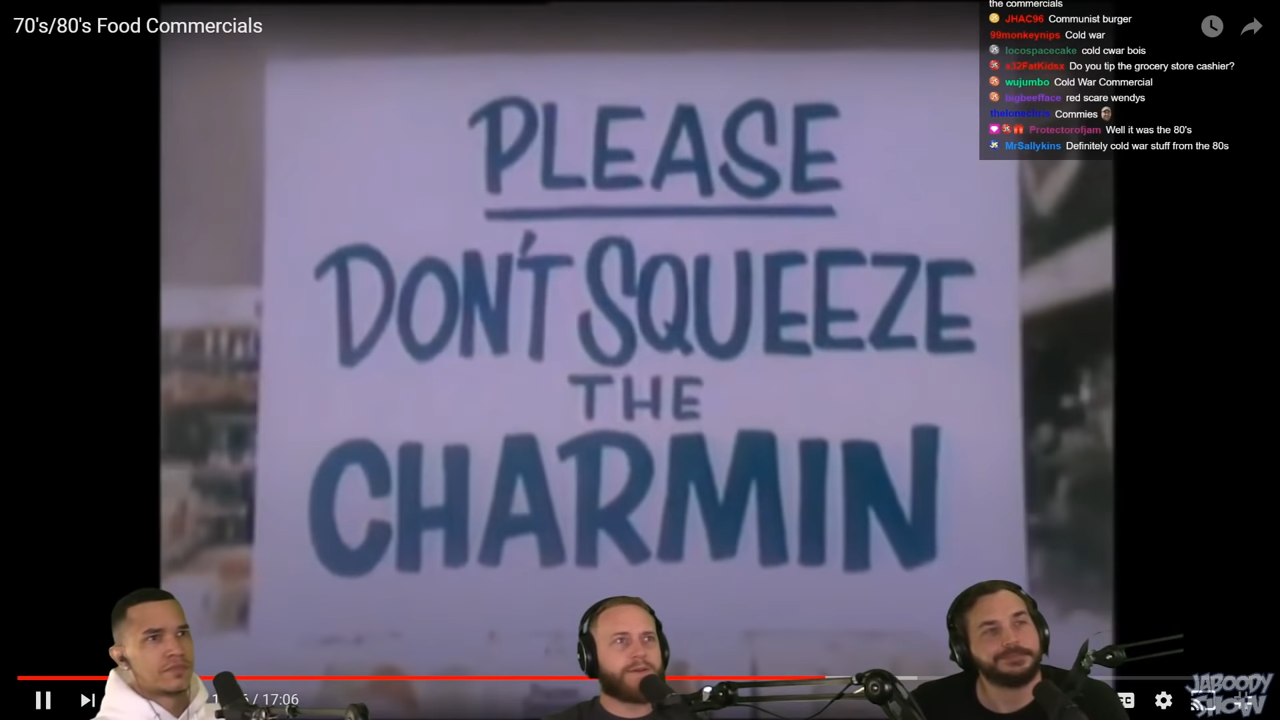 70's/80's Food Commercials
the commercials
JHAC96 Communist burger
99monkeynips Cold war
locospacecake cold cwar bois
x32FatKidsx Do you tip the grocery store cashier?
wujumbo Cold War Commercial
bigbeefface red scare wendys
Commies
Protectorofjam Well it was the 80's
MrSallykins Definitely cold war stuff from the 80s
PLEASE
DON'T SQUEEZE
THE
CHARMIN
/ 17:06
JABOODY
SHOW